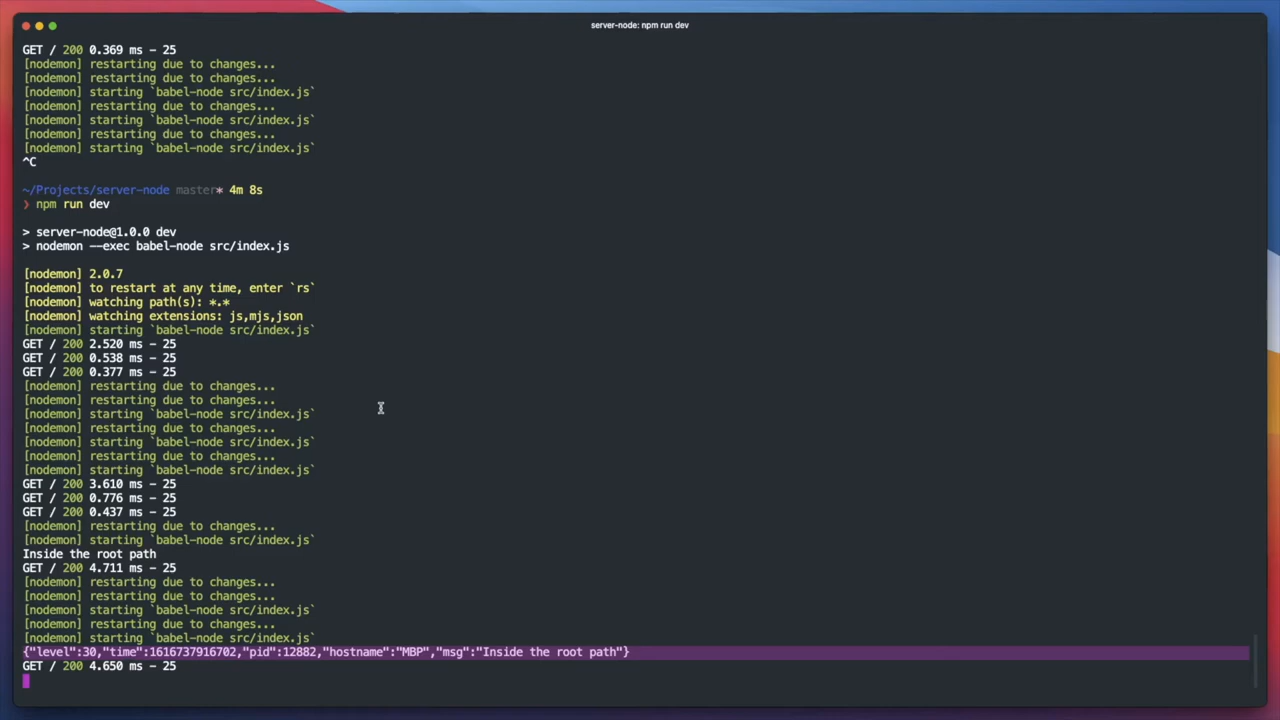 server-node: npm run dev
GET / 200 0.369 ms - 25
[nodemon] restarting due to changes...
[nodemon] restarting due to changes...
[nodemon] starting `babel-node src/index.js`
[nodemon] restarting due to changes...
[nodemon] starting `babel-node src/index.js`
[nodemon] restarting due to changes...
[nodemon] starting `babel-node src/index.js`
^C
~/Projects/server-node master* 4m 8s
❯ npm run dev
> server-node@1.0.0 dev
> nodemon --exec babel-node src/index.js
[nodemon] 2.0.7
[nodemon] to restart at any time, enter `rs`
[nodemon] watching path(s): *.*
[nodemon] watching extensions: js,mjs,json
[nodemon] starting `babel-node src/index.js`
GET / 200 2.520 ms - 25
GET / 200 0.538 ms - 25
GET / 200 0.377 ms - 25
[nodemon] restarting due to changes...
[nodemon] restarting due to changes...
[nodemon] starting `babel-node src/index.js`
[nodemon] restarting due to changes...
[nodemon] starting `babel-node src/index.js`
[nodemon] restarting due to changes...
[nodemon] starting `babel-node src/index.js`
GET / 200 3.610 ms - 25
GET / 200 0.776 ms - 25
GET / 200 0.437 ms - 25
[nodemon] restarting due to changes...
[nodemon] starting `babel-node src/index.js`
Inside the root path
GET / 200 4.711 ms - 25
[nodemon] restarting due to changes...
[nodemon] restarting due to changes...
[nodemon] starting `babel-node src/index.js`
[nodemon] restarting due to changes...
[nodemon] starting `babel-node src/index.js`
{"level":30,"time":1616737916702,"pid":12882,"hostname":"MBP","msg":"Inside the root path"}
GET / 200 4.650 ms - 25